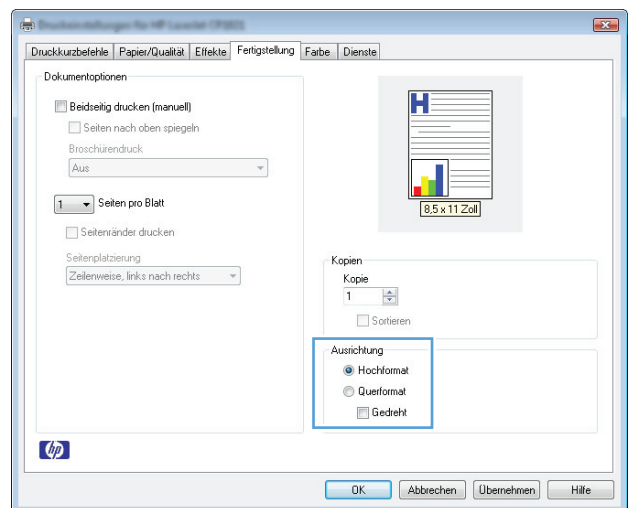 Druckkurzbefehle Papier/Qualität Effekte Fertigstellung Farbe Dienste
Dokumentoptionen
Beidseitig drucken (manuell)
Seiten nach oben spiegeln
Broschürendruck
Aus
1 Seiten pro Blatt
Seitenränder drucken
Seitenplatzierung
Zeilenweise, links nach rechts
H
8,5 x 11 Zoll
Kopien
Kopie
1
Sortieren
Ausrichtung
Hochformat
Querformat
Gedreht
hp
OK Abbrechen Übernehmen Hilfe